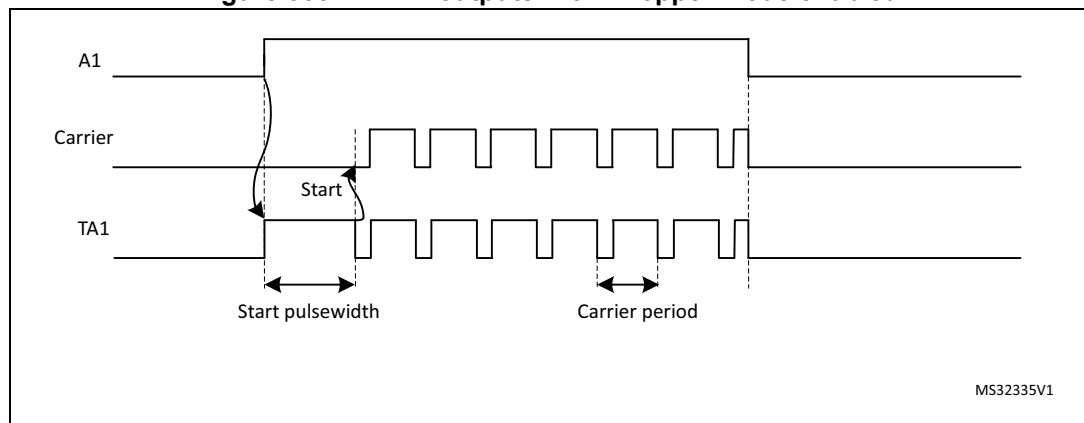 A1
Carrier
Start
TA1
Start pulsewidth
Carrier period
MS32335V1